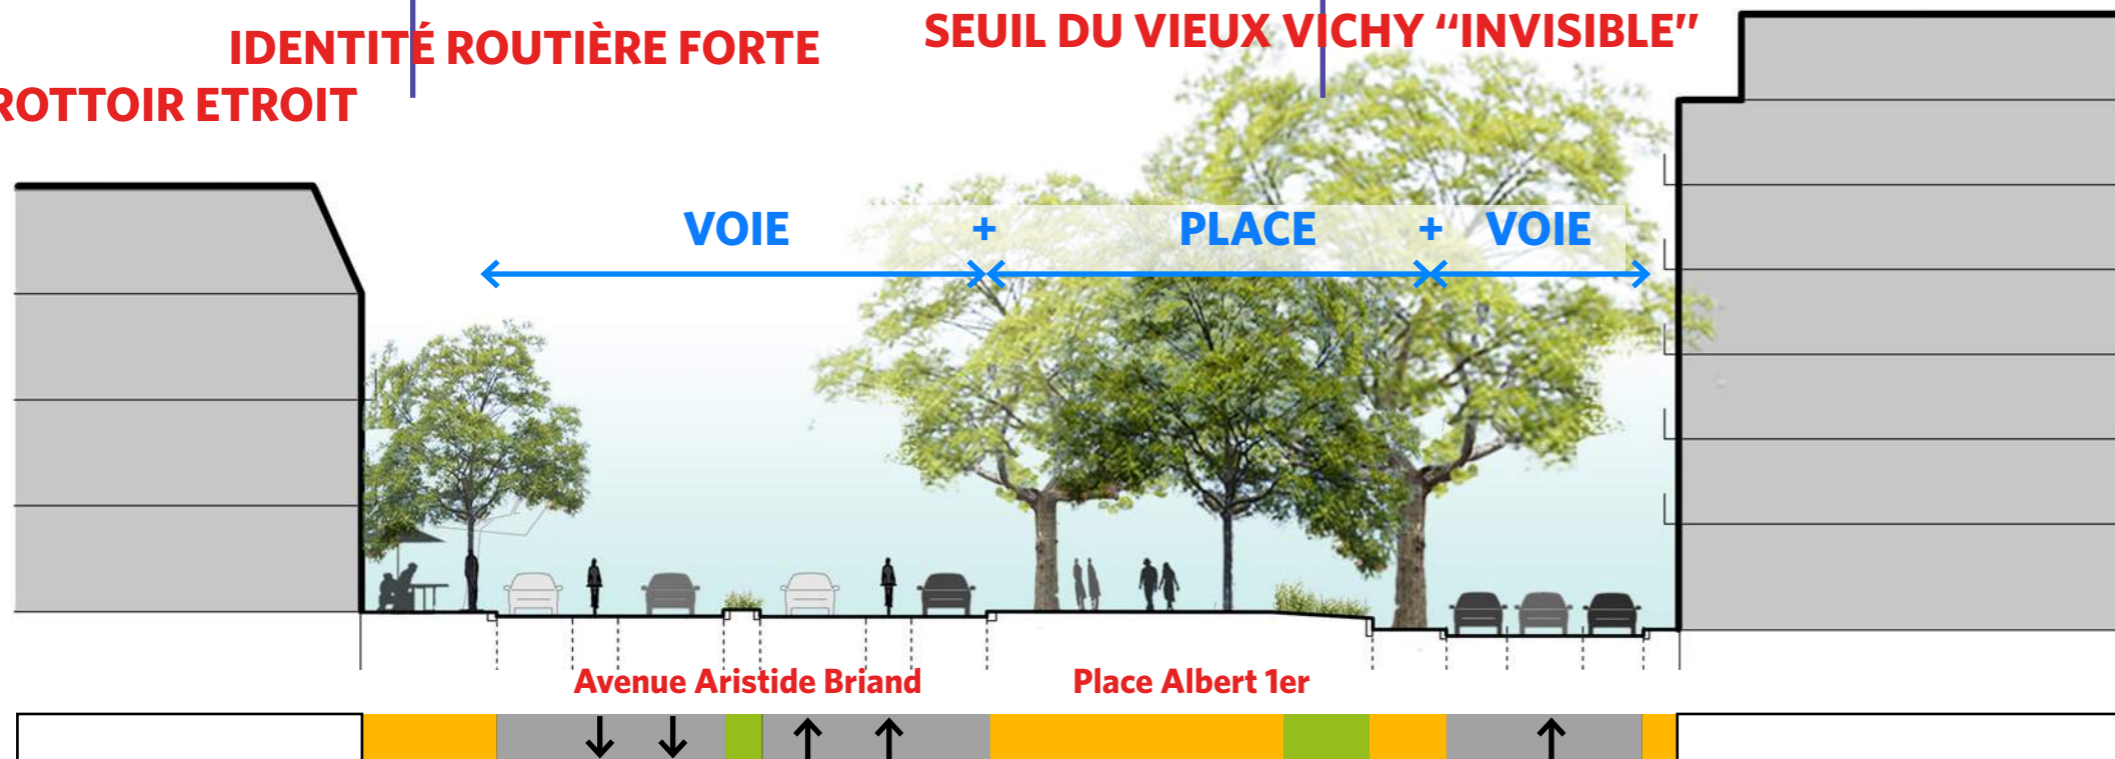 IDENTITÉ ROUTIÈRE FORTE
SEUIL DU VIEUX VICHY “INVISIBLE”
ROTTOIR ETROIT
VOIE + PLACE + VOIE
Avenue Aristide Briand
Place Albert 1er